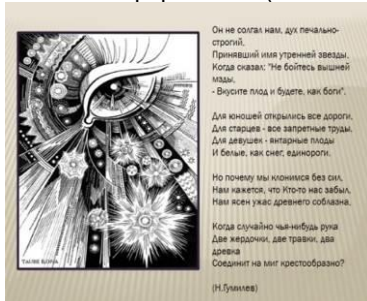 Он не солгал нам, дух печально-
строгий,
Принявший имя утренней звезды,
Когда сказал: "Не бойтесь вышней
мзды,
- Вкусите плод и будете, как боги".
Для юношей открылись все дороги,
Для старцев - все запретные труды,
Для девушек - янтарные плоды
И белые, как снег, единороги.
Но почему мы клонимся без сил,
Нам кажется, что Кто-то нас забыл,
Нам ясен ужас древнего соблазна,
Когда случайно чья-нибудь рука
Две жердочки, две травки, два
древка
Соединит на миг крестообразно?
(Н.Гумилев)